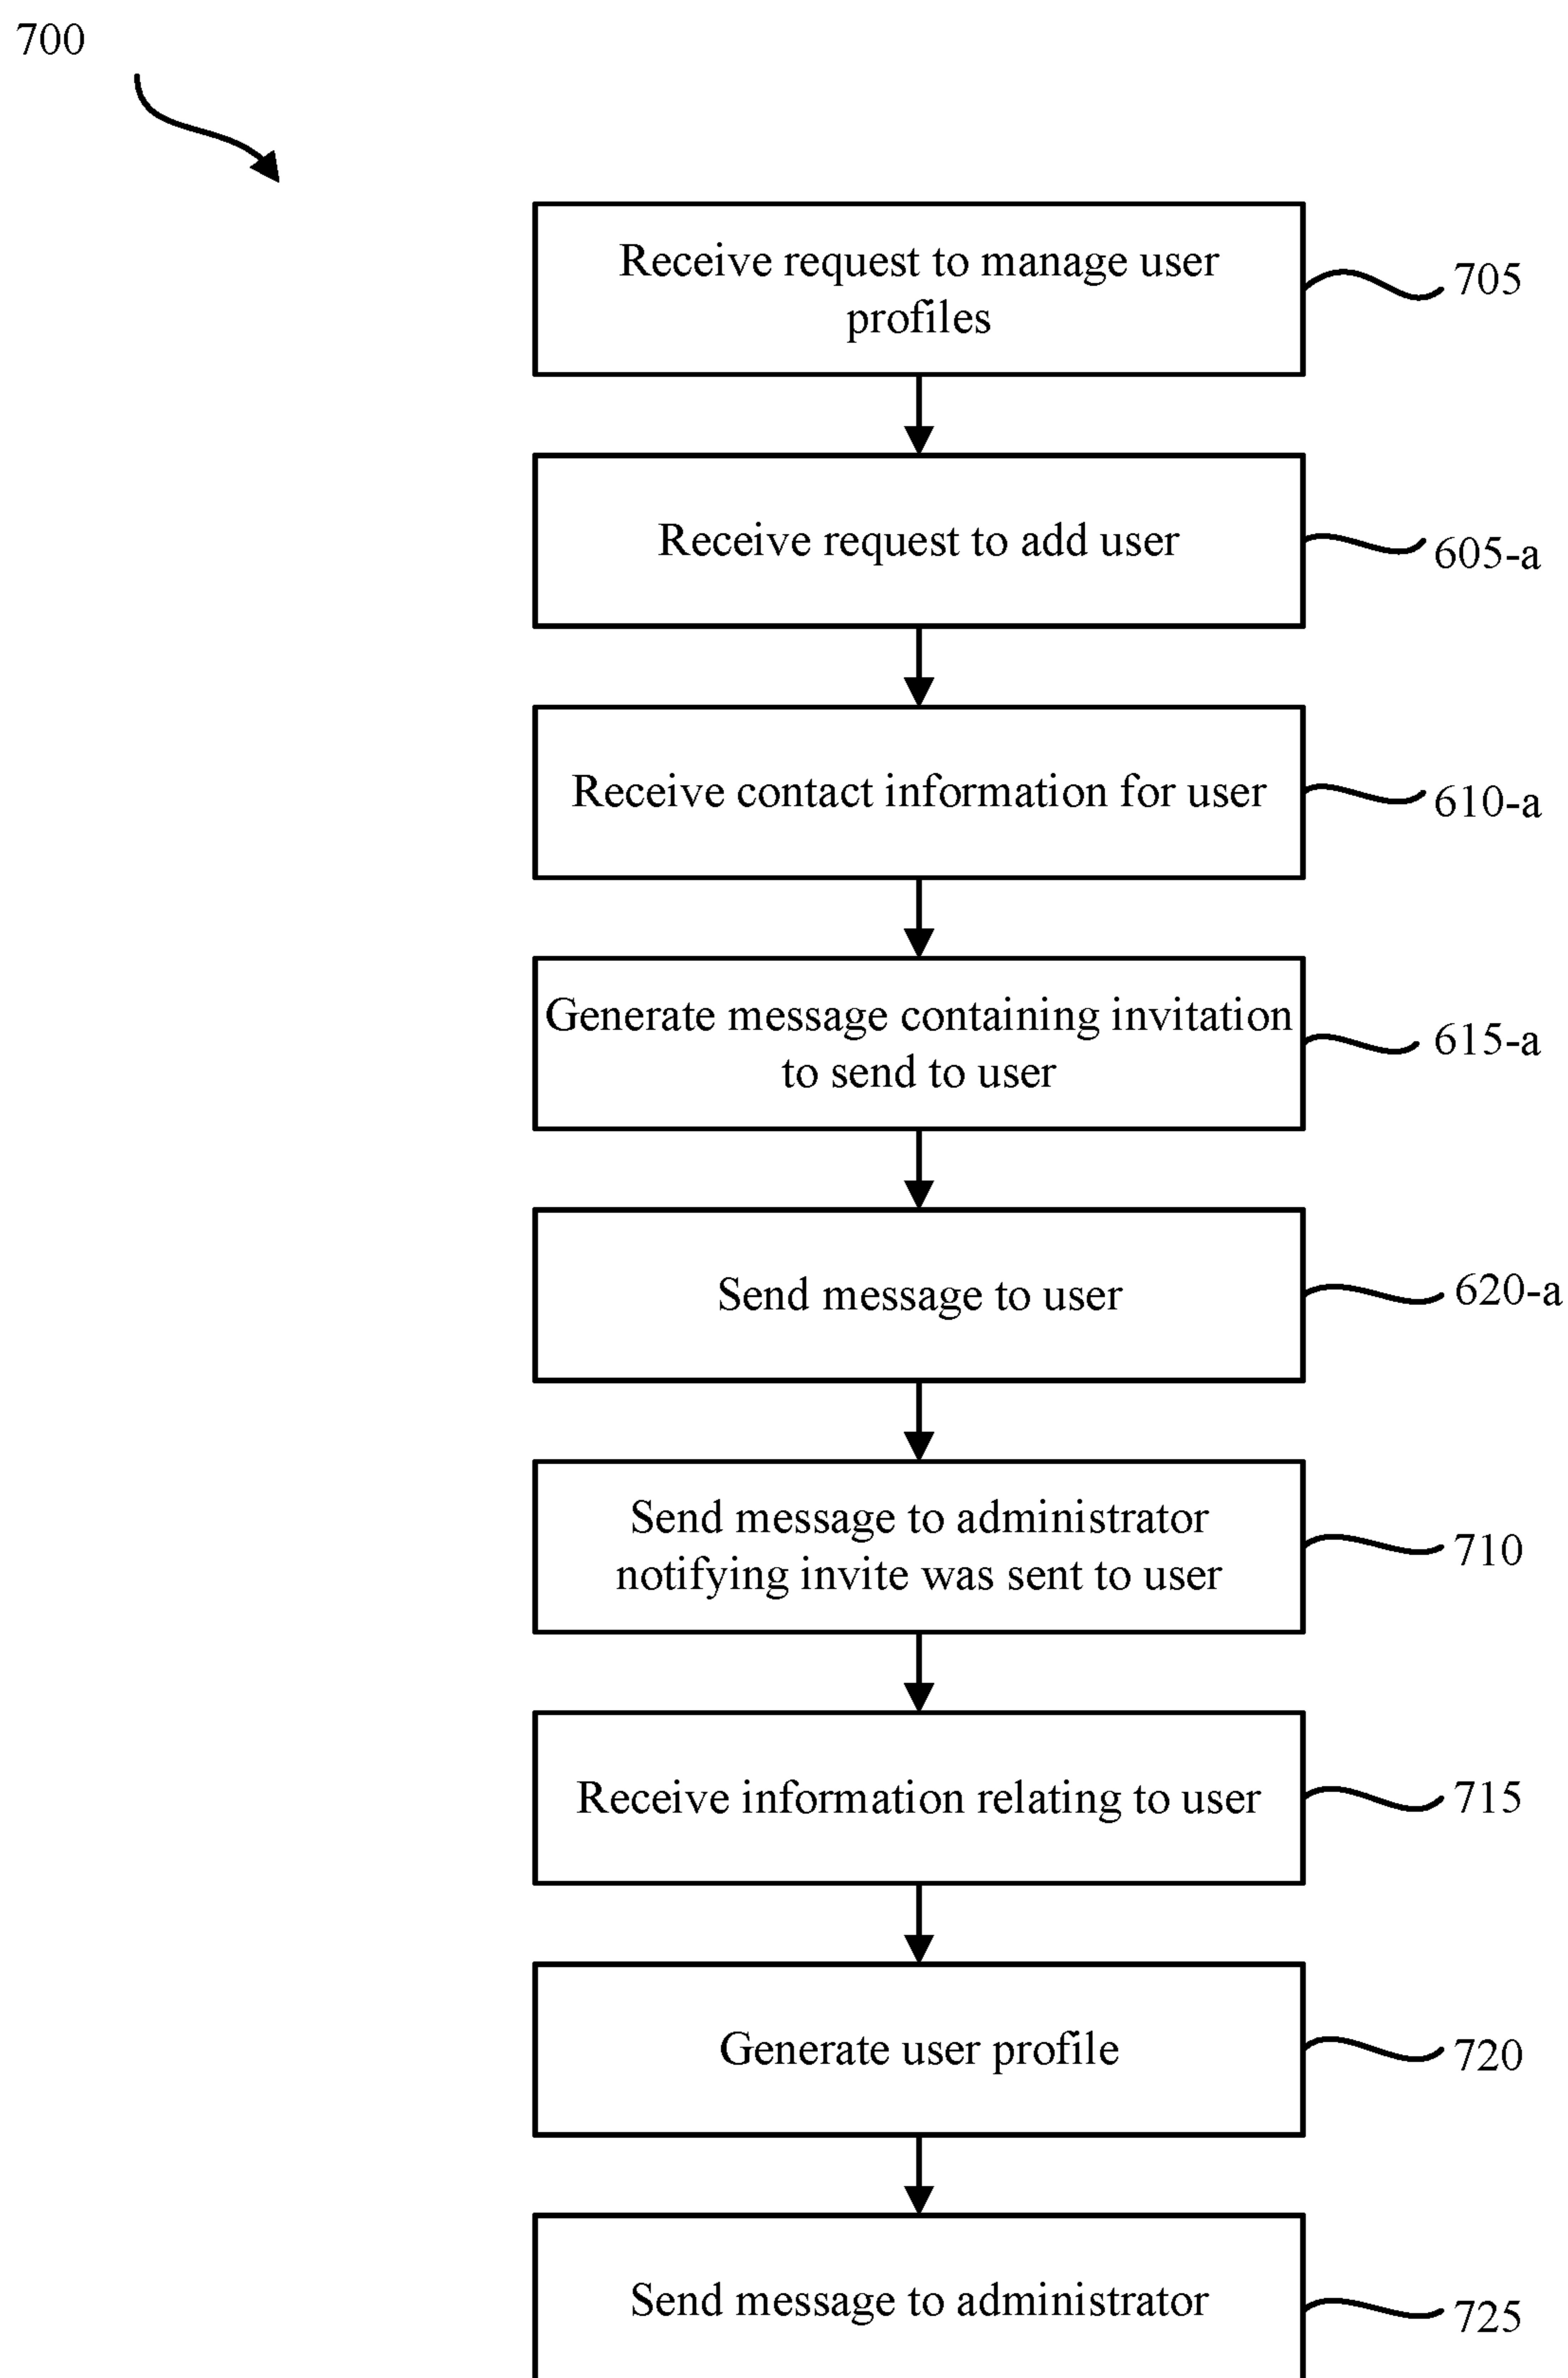 700
Receive request to manage user
profiles
705
Receive request to add user
605-a
Receive contact information for user
610-a
Generate message containing invitation
to send to user
615-a
Send message to user
620-a
Send message to administrator
notifying invite was sent to user
710
Receive information relating to user
715
Generate user profile
720
Send message to administrator
725